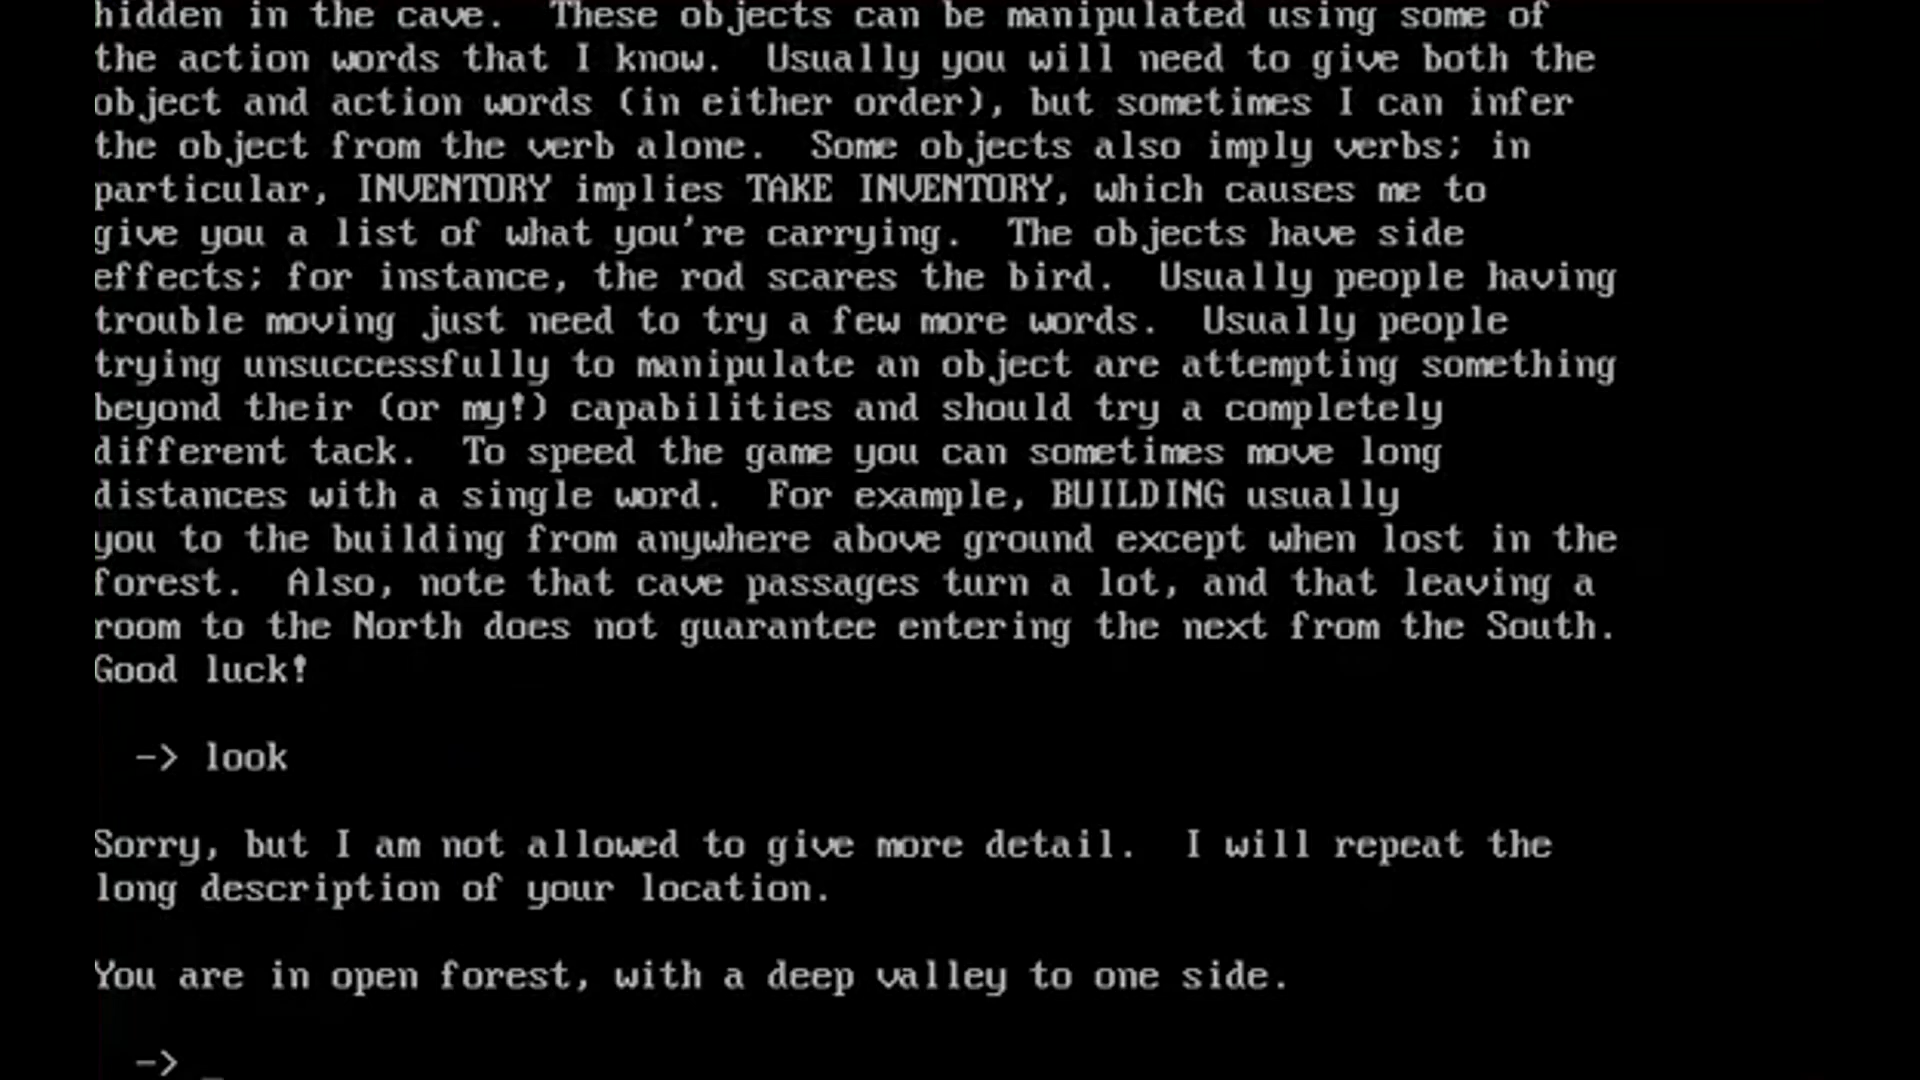 hidden in the cave.  These objects can be manipulated using some of
the action words that I know.  Usually you will need to give both the
object and action words (in either order), but sometimes I can infer
the object from the verb alone.  Some objects also imply verbs; in
particular, INVENTORY implies TAKE INVENTORY, which causes me to
give you a list of what you're carrying.  The objects have side
effects; for instance, the rod scares the bird.  Usually people having
trouble moving just need to try a few more words.  Usually people
trying unsuccessfully to manipulate an object are attempting something
beyond their (or my!) capabilities and should try a completely
different tack.  To speed the game you can sometimes move long
distances with a single word.  For example, BUILDING usually
you to the building from anywhere above ground except when lost in the
forest.  Also, note that cave passages turn a lot, and that leaving a
room to the North does not guarantee entering the next from the South.
Good luck!
-> look
Sorry, but I am not allowed to give more detail.  I will repeat the
long description of your location.
You are in open forest, with a deep valley to one side.
-> _